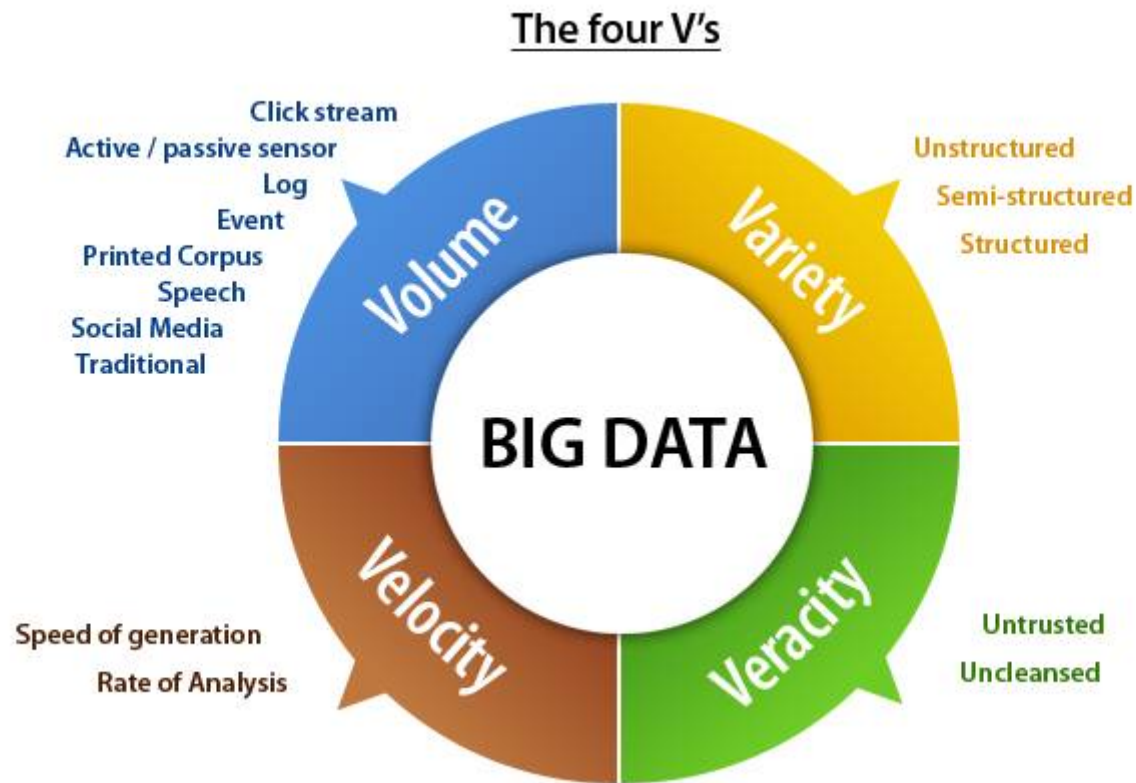 The four V's
Click stream
Active / passive sensor
Log
Event
Printed Corpus
Speech
Social Media
Traditional
Volume
Variety
Unstructured
Semi-structured
Structured
BIG DATA
Velocity
Speed of generation
Rate of Analysis
Veracity
Untrusted
Uncleansed